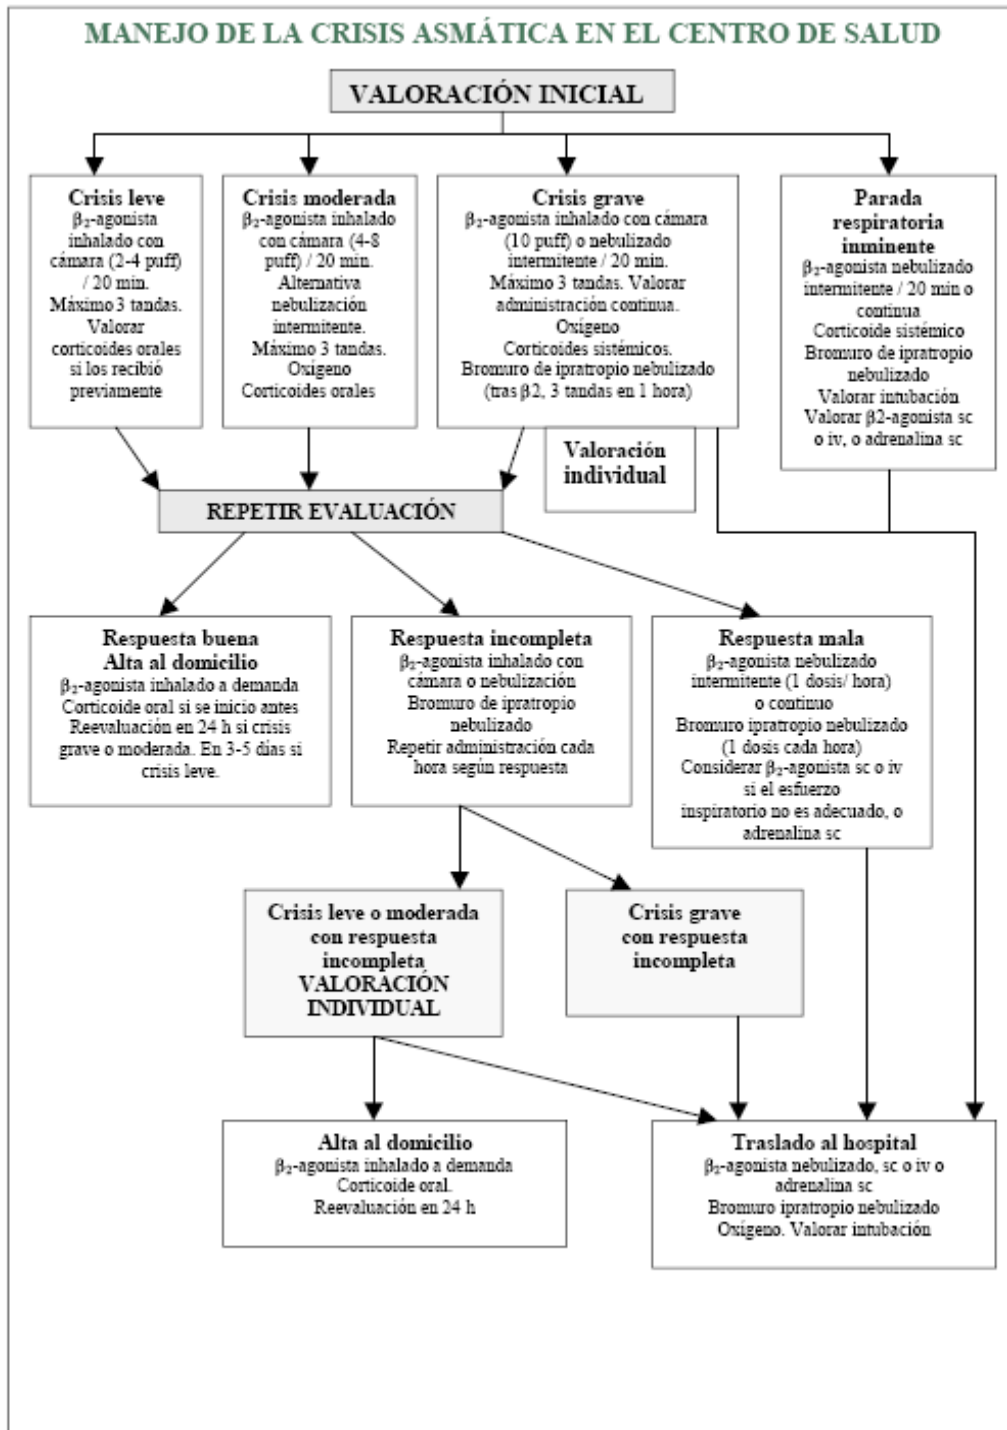 MANEJO DE LA CRISIS ASMÁTICA EN EL CENTRO DE SALUD
VALORACIÓN INICIAL
Crisis leve
β₂-agonista
inhalado con
cámara (2-4 puff)
/ 20 min.
Máximo 3 tandas.
Valorar
corticoides orales
si los recibió
previamente
Crisis moderada
β₂-agonista inhalado
con cámara (4-8
puff) / 20 min.
Alternativa
nebulización
intermitente.
Máximo 3 tandas.
Oxígeno
Corticoides orales
Crisis grave
β₂-agonista inhalado con cámara
(10 puff) o nebulizado
intermitente / 20 min.
Máximo 3 tandas. Valorar
administración continua.
Oxígeno
Corticoides sistémicos.
Bromuro de ipratropio nebulizado
(tras β2, 3 tandas en 1 hora)
Parada
respiratoria
inminente
β₂-agonista nebulizado
intermitente / 20 min o
continua
Corticoide sistémico
Bromuro de ipratropio
nebulizado
Valorar intubación
Valorar β2-agonista sc
o iv, o adrenalina sc
Valoración
individual
REPETIR EVALUACIÓN
Respuesta buena
Alta al domicilio
β₂-agonista inhalado a demanda
Corticoide oral si se inicio antes
Reevaluación en 24 h si crisis
grave o moderada. En 3-5 días si
crisis leve.
Respuesta incompleta
β₂-agonista inhalado con
cámara o nebulización
Bromuro de ipratropio
nebulizado
Repetir administración cada
hora según respuesta
Respuesta mala
β₂-agonista nebulizado
intermitente (1 dosis/ hora)
o continuo
Bromuro ipratropio nebulizado
(1 dosis cada hora)
Considerar β₂-agonista sc o iv
si el esfuerzo
inspiratorio no es adecuado, o
adrenalina sc
Crisis leve o moderada
con respuesta
incompleta
VALORACIÓN
INDIVIDUAL
Crisis grave
con respuesta
incompleta
Alta al domicilio
β₂-agonista inhalado a demanda
Corticoide oral.
Reevaluación en 24 h
Traslado al hospital
β₂-agonista nebulizado, sc o iv o
adrenalina sc
Bromuro ipratropio nebulizado
Oxígeno. Valorar intubación